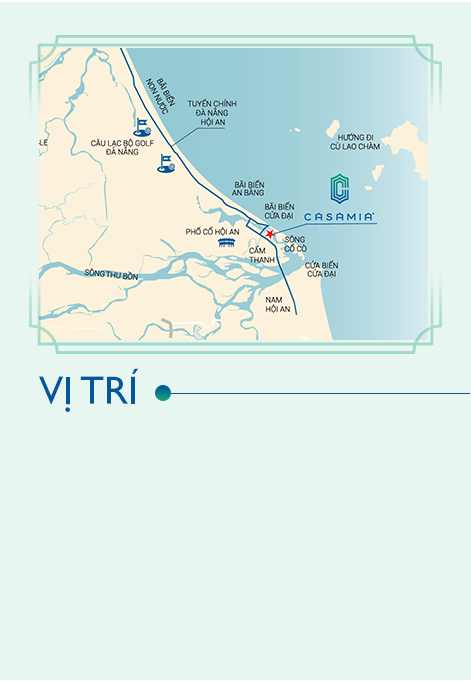 BÃI BIỂN
NON NƯỚC
TUYẾN CHÍNH
ĐÀ NẴNG
HỘI AN
CÂU LẠC BỘ GOLF
ĐÀ NẴNG
HƯỚNG ĐI
CÙ LAO CHÀM
BÃI BIỂN
AN BÀNG
BÃI BIỂN
CỬA ĐẠI
CASAMIA
PHỐ CỔ HỘI AN
SÔNG
CỔ CÒ
CẨM
THANH
CỬA BIỂN
CỬA ĐẠI
SÔNG THU BỒN
NAM
HỘI AN
VỊ TRÍ